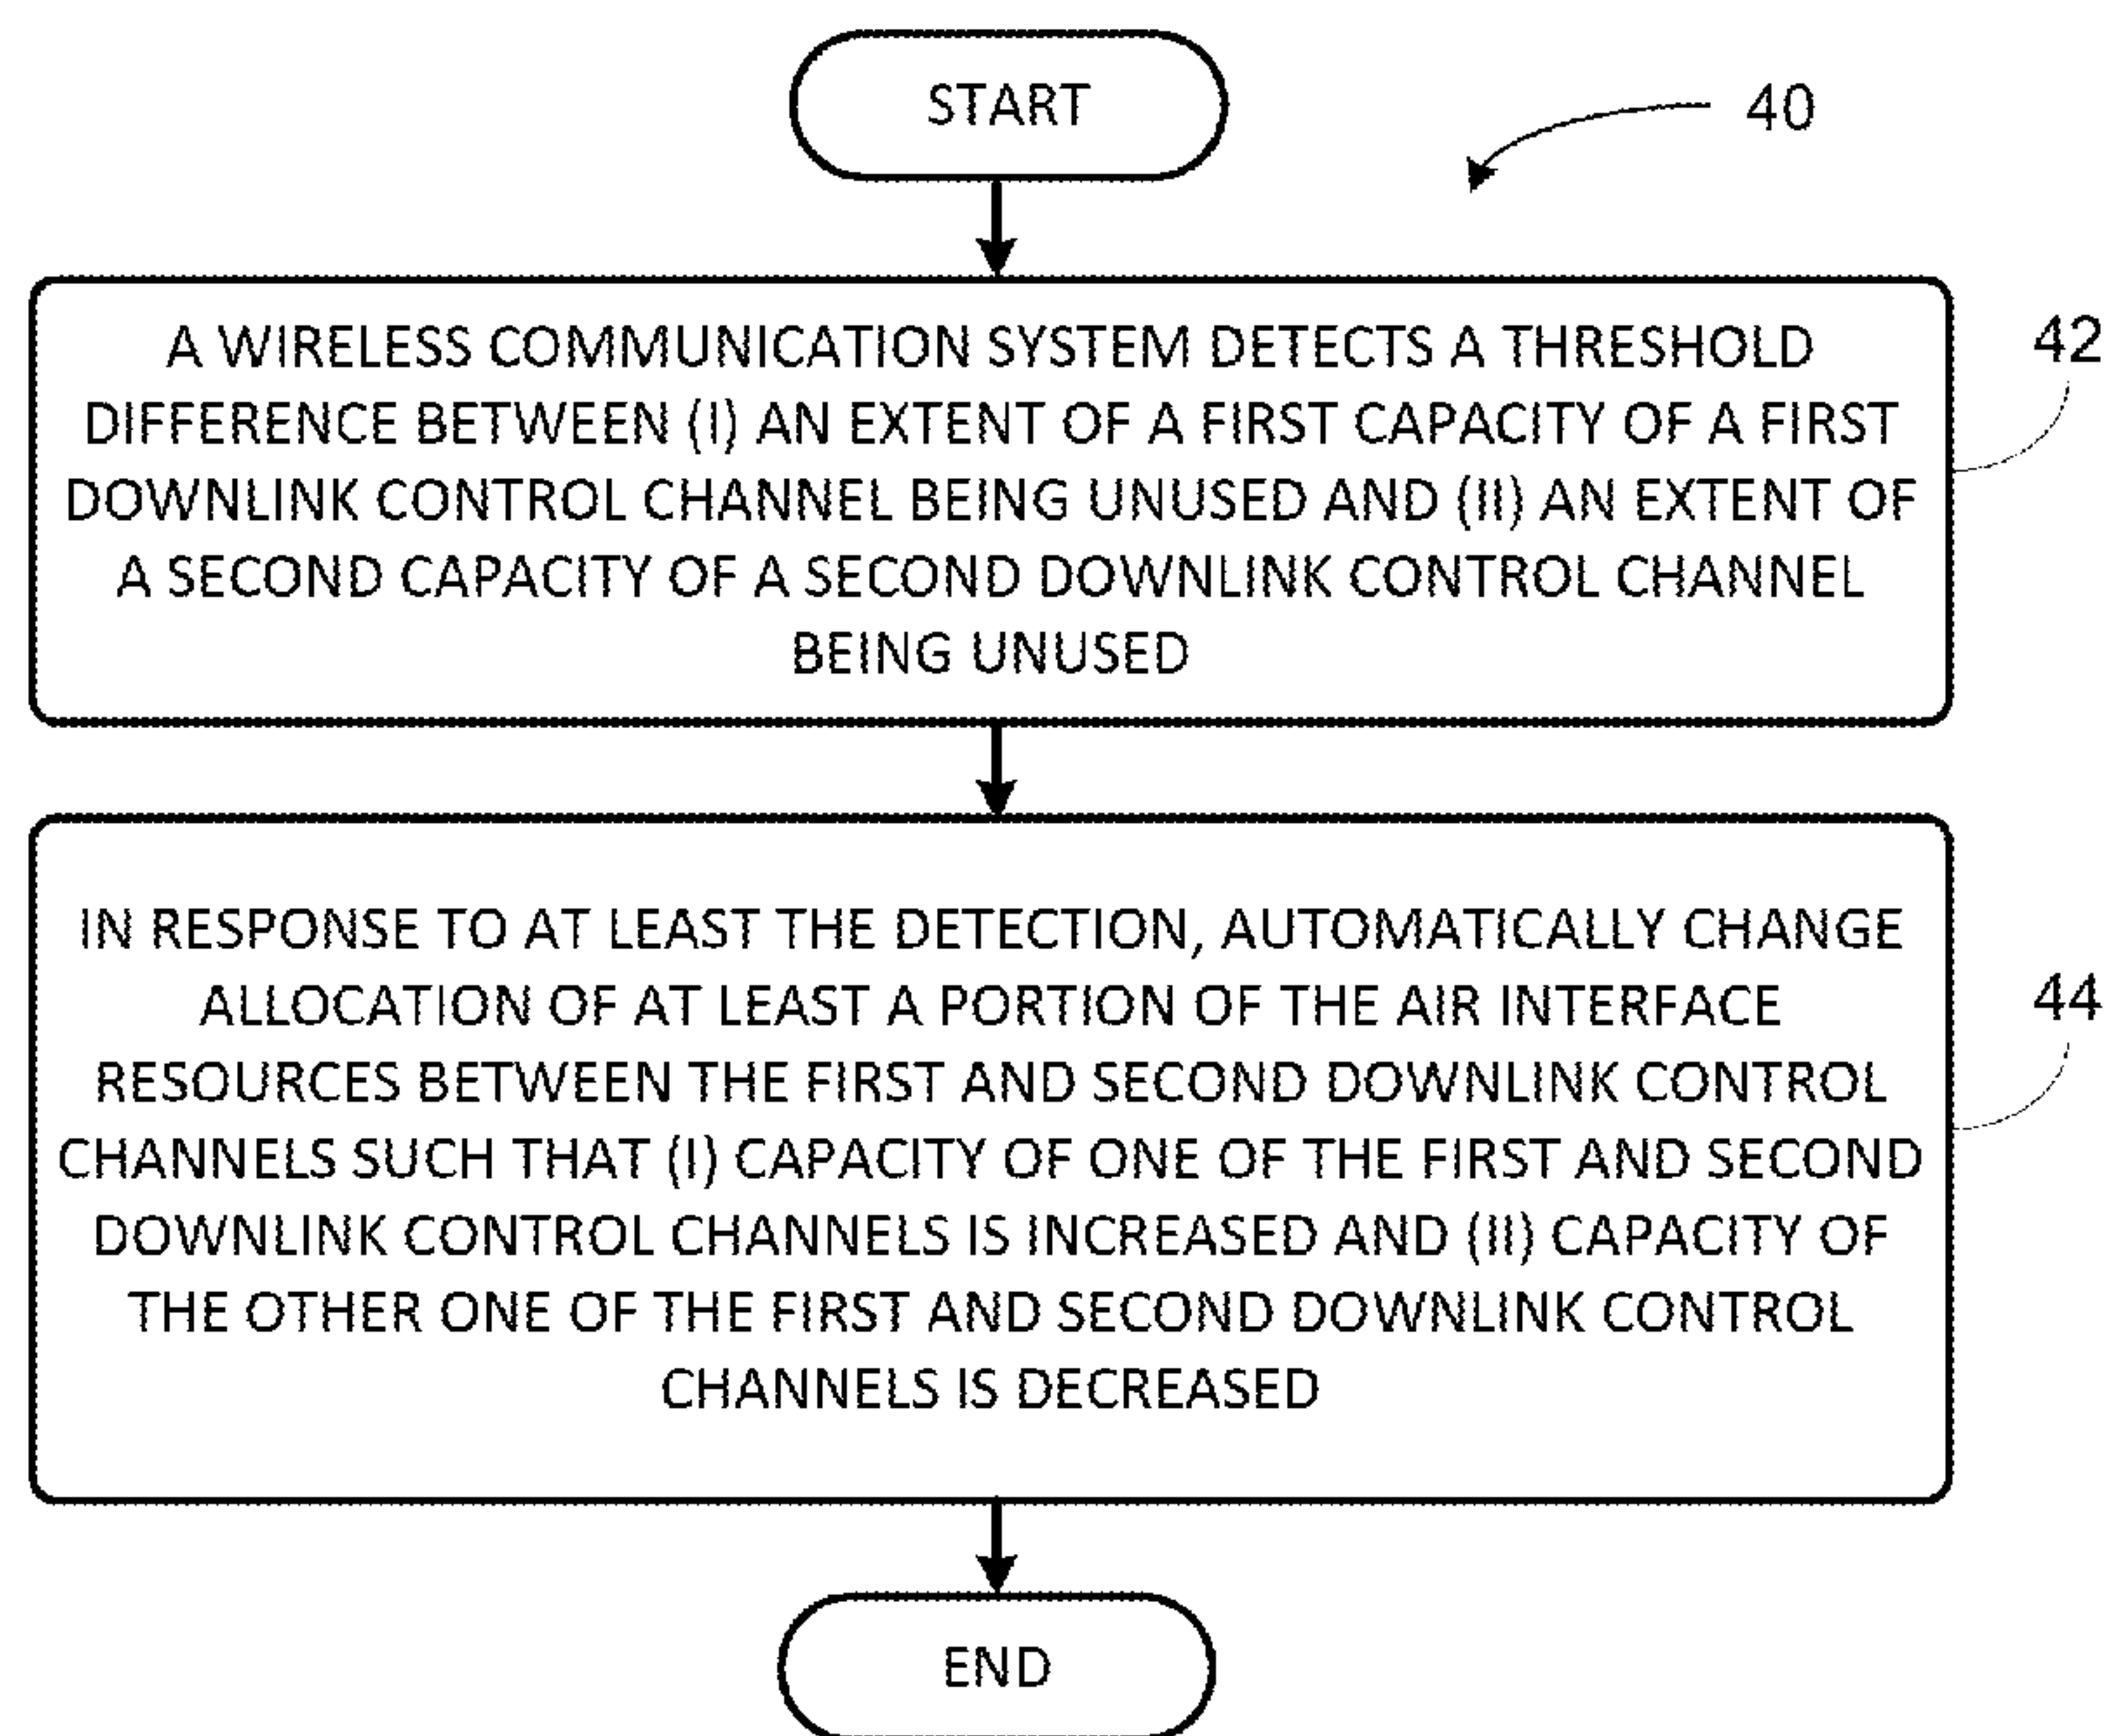 START
40
A WIRELESS COMMUNICATION SYSTEM DETECTS A THRESHOLD
DIFFERENCE BETWEEN (I) AN EXTENT OF A FIRST CAPACITY OF A FIRST
DOWNLINK CONTROL CHANNEL BEING UNUSED AND (II) AN EXTENT OF
A SECOND CAPACITY OF A SECOND DOWNLINK CONTROL CHANNEL
BEING UNUSED
42
IN RESPONSE TO AT LEAST THE DETECTION, AUTOMATICALLY CHANGE
ALLOCATION OF AT LEAST A PORTION OF THE AIR INTERFACE
RESOURCES BETWEEN THE FIRST AND SECOND DOWNLINK CONTROL
CHANNELS SUCH THAT (I) CAPACITY OF ONE OF THE FIRST AND SECOND
DOWNLINK CONTROL CHANNELS IS INCREASED AND (II) CAPACITY OF
THE OTHER ONE OF THE FIRST AND SECOND DOWNLINK CONTROL
CHANNELS IS DECREASED
44
END